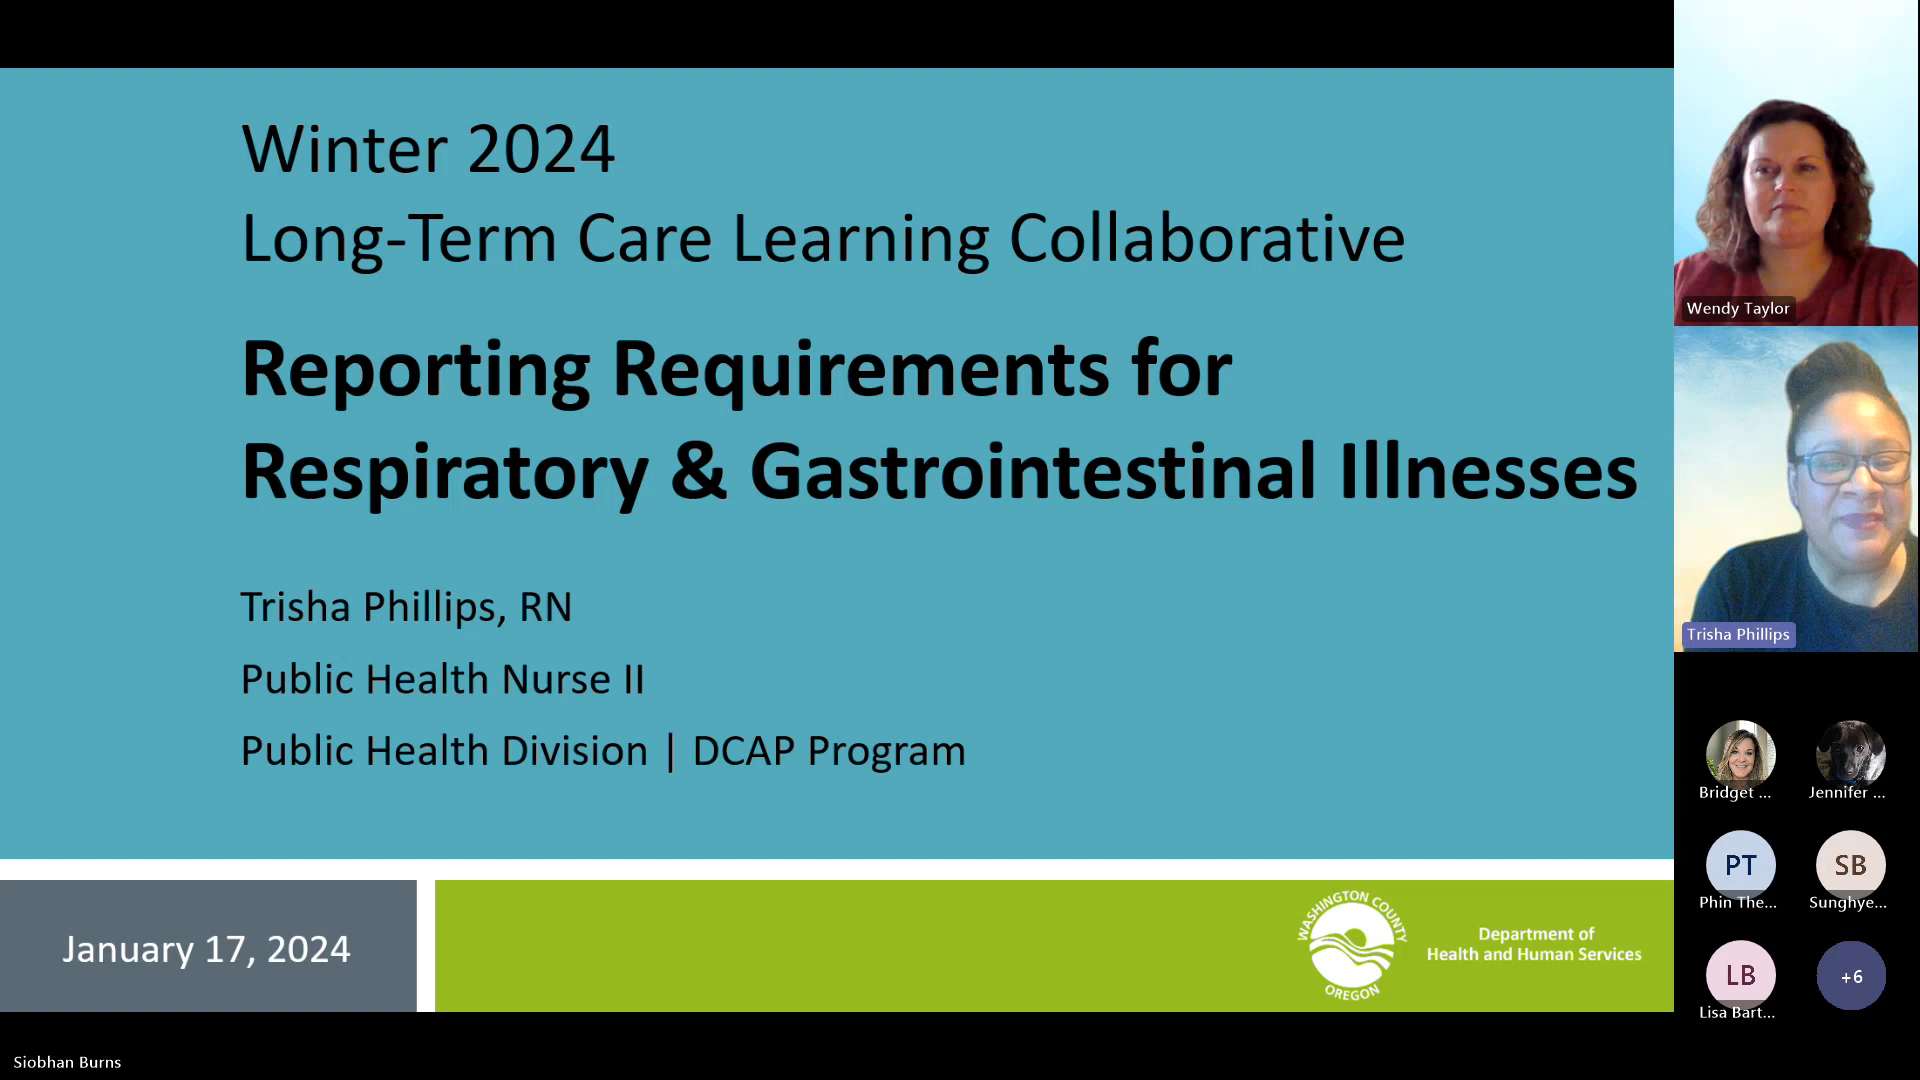 Winter 2024
Long-Term Care Learning Collaborative
Reporting Requirements for
Respiratory & Gastrointestinal Illnesses
Trisha Phillips, RN
Public Health Nurse II
Public Health Division | DCAP Program
January 17, 2024
WASHINGTON COUNTY
OREGON
Department of
Health and Human Services
Wendy Taylor
Trisha Phillips
Bridget ...
Jennifer ...
PT
Phin The...
SB
Sunghye...
LB
Lisa Bart...
+6
Siobhan Burns